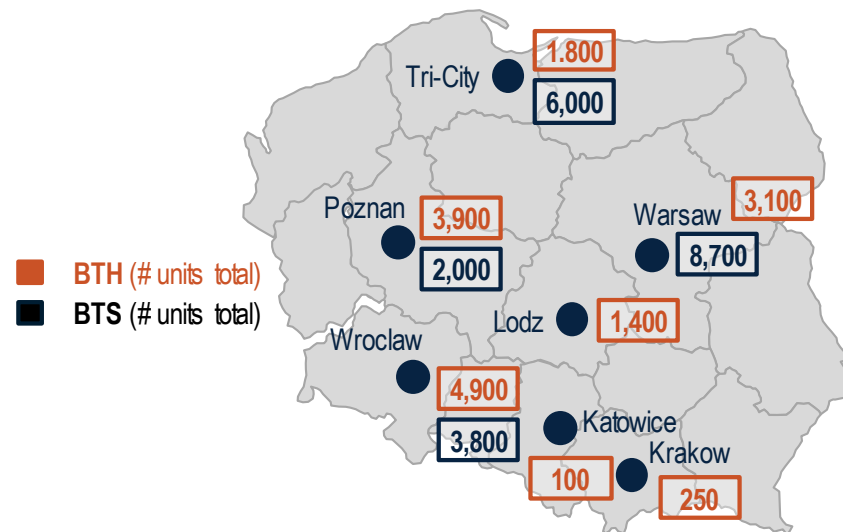 1.800
Tri-City
6,000
3,100
Poznan
3,900
Warsaw
8,700
2,000
BTH (# units total)
BTS (# units total)
Lodz
1,400
Wroclaw
4,900
3,800
Katowice
Krakow
100
250